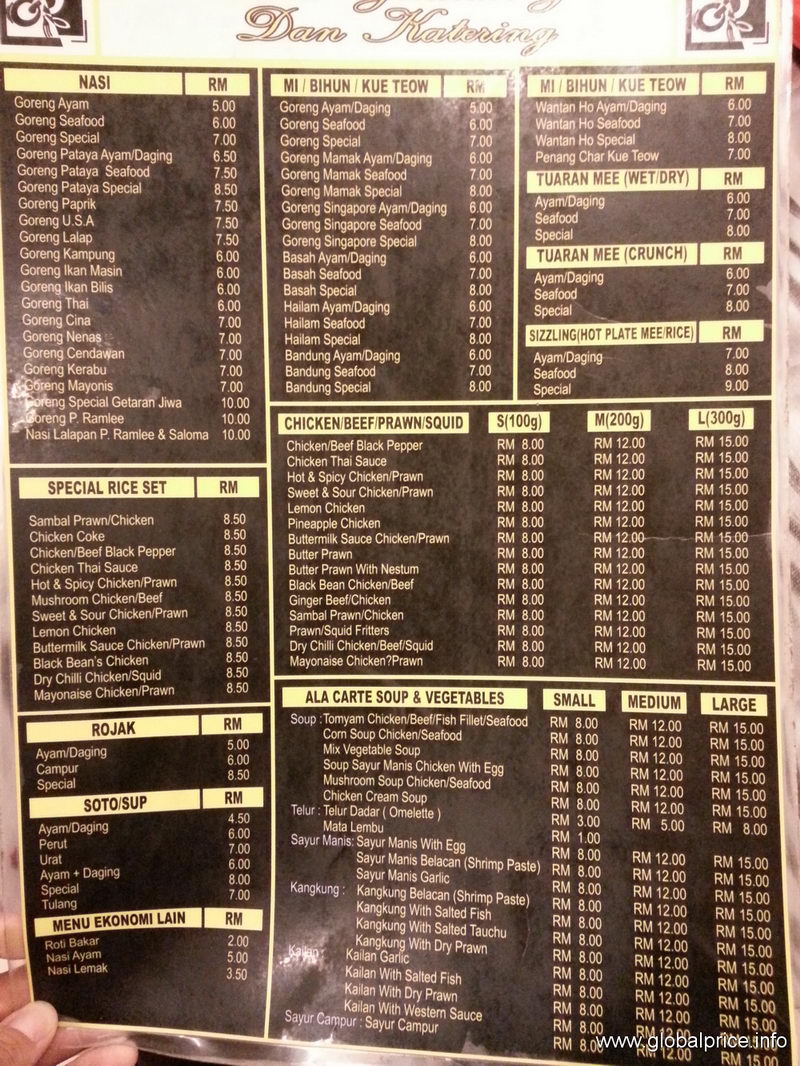 Dan Katering
NASI RM
Goreng Ayam 5.00
Goreng Seafood 6.00
Goreng Special 7.00
Goreng Pataya Ayam/Daging 6.50
Goreng Pataya Seafood 7.50
Goreng Pataya Special 8.50
Goreng Paprik 7.50
Goreng U.S.A 7.50
Goreng Lalap 7.50
Goreng Kampung 6.00
Goreng Ikan Masin 6.00
Goreng Ikan Bilis 6.00
Goreng Thai 6.00
Goreng Cina 7.00
Goreng Nenas 7.00
Goreng Cendawan 7.00
Goreng Kerabu 7.00
Goreng Mayonis 7.00
Goreng Special Getaran Jiwa 10.00
Goreng P. Ramlee 10.00
Nasi Lalapan P. Ramlee & Saloma 10.00
SPECIAL RICE SET RM
Sambal Prawn/Chicken 8.50
Chicken Coke 8.50
Chicken/Beef Black Pepper 8.50
Chicken Thai Sauce 8.50
Hot & Spicy Chicken/Prawn 8.50
Mushroom Chicken/Beef 8.50
Sweet & Sour Chicken/Prawn 8.50
Lemon Chicken 8.50
Buttermilk Sauce Chicken/Prawn 8.50
Black Bean's Chicken 8.50
Dry Chilli Chicken/Squid 8.50
Mayonaise Chicken/Prawn 8.50
ROJAK RM
Ayam/Daging 5.00
Campur 6.00
Special 8.50
SOTO/SUP RM
Ayam/Daging 4.50
Perut 6.00
Urat 7.00
Ayam + Daging 6.00
Special 8.00
Tulang 7.00
MENU EKONOMI LAIN RM
Roti Bakar 2.00
Nasi Ayam 5.00
Nasi Lemak 3.50
MI / BIHUN / KUE TEOW RM
Goreng Ayam/Daging 5.00
Goreng Seafood 6.00
Goreng Special 7.00
Goreng Mamak Ayam/Daging 6.00
Goreng Mamak Seafood 7.00
Goreng Mamak Special 8.00
Goreng Singapore Ayam/Daging 6.00
Goreng Singapore Seafood 7.00
Goreng Singapore Special 8.00
Basah Ayam/Daging 6.00
Basah Seafood 7.00
Basah Special 8.00
Hailam Ayam/Daging 6.00
Hailam Seafood 7.00
Hailam Special 8.00
Bandung Ayam/Daging 6.00
Bandung Seafood 7.00
Bandung Special 8.00
MI / BIHUN / KUE TEOW RM
Wantan Ho Ayam/Daging 6.00
Wantan Ho Seafood 7.00
Wantan Ho Special 8.00
Penang Char Kue Teow 7.00
TUARAN MEE (WET/DRY) RM
Ayam/Daging 6.00
Seafood 7.00
Special 8.00
TUARAN MEE (CRUNCH) RM
Ayam/Daging 6.00
Seafood 7.00
Special 8.00
SIZZLING(HOT PLATE MEE/RICE) RM
Ayam/Daging 7.00
Seafood 8.00
Special 9.00
CHICKEN/BEEF/PRAWN/SQUID S(100g) M(200g) L(300g)
Chicken/Beef Black Pepper RM 8.00 RM 12.00 RM 15.00
Chicken Thai Sauce RM 8.00 RM 12.00 RM 15.00
Hot & Spicy Chicken/Prawn RM 8.00 RM 12.00 RM 15.00
Sweet & Sour Chicken/Prawn RM 8.00 RM 12.00 RM 15.00
Lemon Chicken RM 8.00 RM 12.00 RM 15.00
Pineapple Chicken RM 8.00 RM 12.00 RM 15.00
Buttermilk Sauce Chicken/Prawn RM 8.00 RM 12.00 RM 15.00
Butter Prawn RM 8.00 RM 12.00 RM 15.00
Butter Prawn With Nestum RM 8.00 RM 12.00 RM 15.00
Black Bean Chicken/Beef RM 8.00 RM 12.00 RM 15.00
Ginger Beef/Chicken RM 8.00 RM 12.00 RM 15.00
Sambal Prawn/Chicken RM 8.00 RM 12.00 RM 15.00
Prawn/Squid Fritters RM 8.00 RM 12.00 RM 15.00
Dry Chilli Chicken/Beef/Squid RM 8.00 RM 12.00 RM 15.00
Mayonaise Chicken?Prawn RM 8.00 RM 12.00 RM 15.00
ALA CARTE SOUP & VEGETABLES SMALL MEDIUM LARGE
Soup : Tomyam Chicken/Beef/Fish Fillet/Seafood RM 8.00 RM 12.00 RM 15.00
Corn Soup Chicken/Seafood RM 8.00 RM 12.00 RM 15.00
Mix Vegetable Soup RM 8.00 RM 12.00 RM 15.00
Soup Sayur Manis Chicken With Egg RM 8.00 RM 12.00 RM 15.00
Mushroom Soup Chicken/Seafood RM 8.00 RM 12.00 RM 15.00
Chicken Cream Soup RM 8.00 RM 12.00 RM 15.00
Telur : Telur Dadar ( Omelette ) RM 3.00 RM 5.00 RM 8.00
Mata Lembu RM 1.00
Sayur Manis: Sayur Manis With Egg RM 8.00 RM 12.00 RM 15.00
Sayur Manis Belacan (Shrimp Paste) RM 8.00 RM 12.00 RM 15.00
Sayur Manis Garlic RM 8.00 RM 12.00 RM 15.00
Kangkung : Kangkung Belacan (Shrimp Paste) RM 8.00 RM 12.00 RM 15.00
Kangkung With Salted Fish RM 8.00 RM 12.00 RM 15.00
Kangkung With Salted Tauchu RM 8.00 RM 12.00 RM 15.00
Kangkung With Dry Prawn RM 8.00 RM 12.00 RM 15.00
Kailan : Kailan Garlic RM 8.00 RM 12.00 RM 15.00
Kailan With Salted Fish RM 8.00 RM 12.00 RM 15.00
Kailan With Dry Prawn RM 8.00 RM 12.00 RM 15.00
Kailan With Western Sauce RM 8.00 RM 12.00 RM 15.00
Sayur Campur : Sayur Campur RM 8.00 RM 12.00 RM 15.00
www.globalprice.info